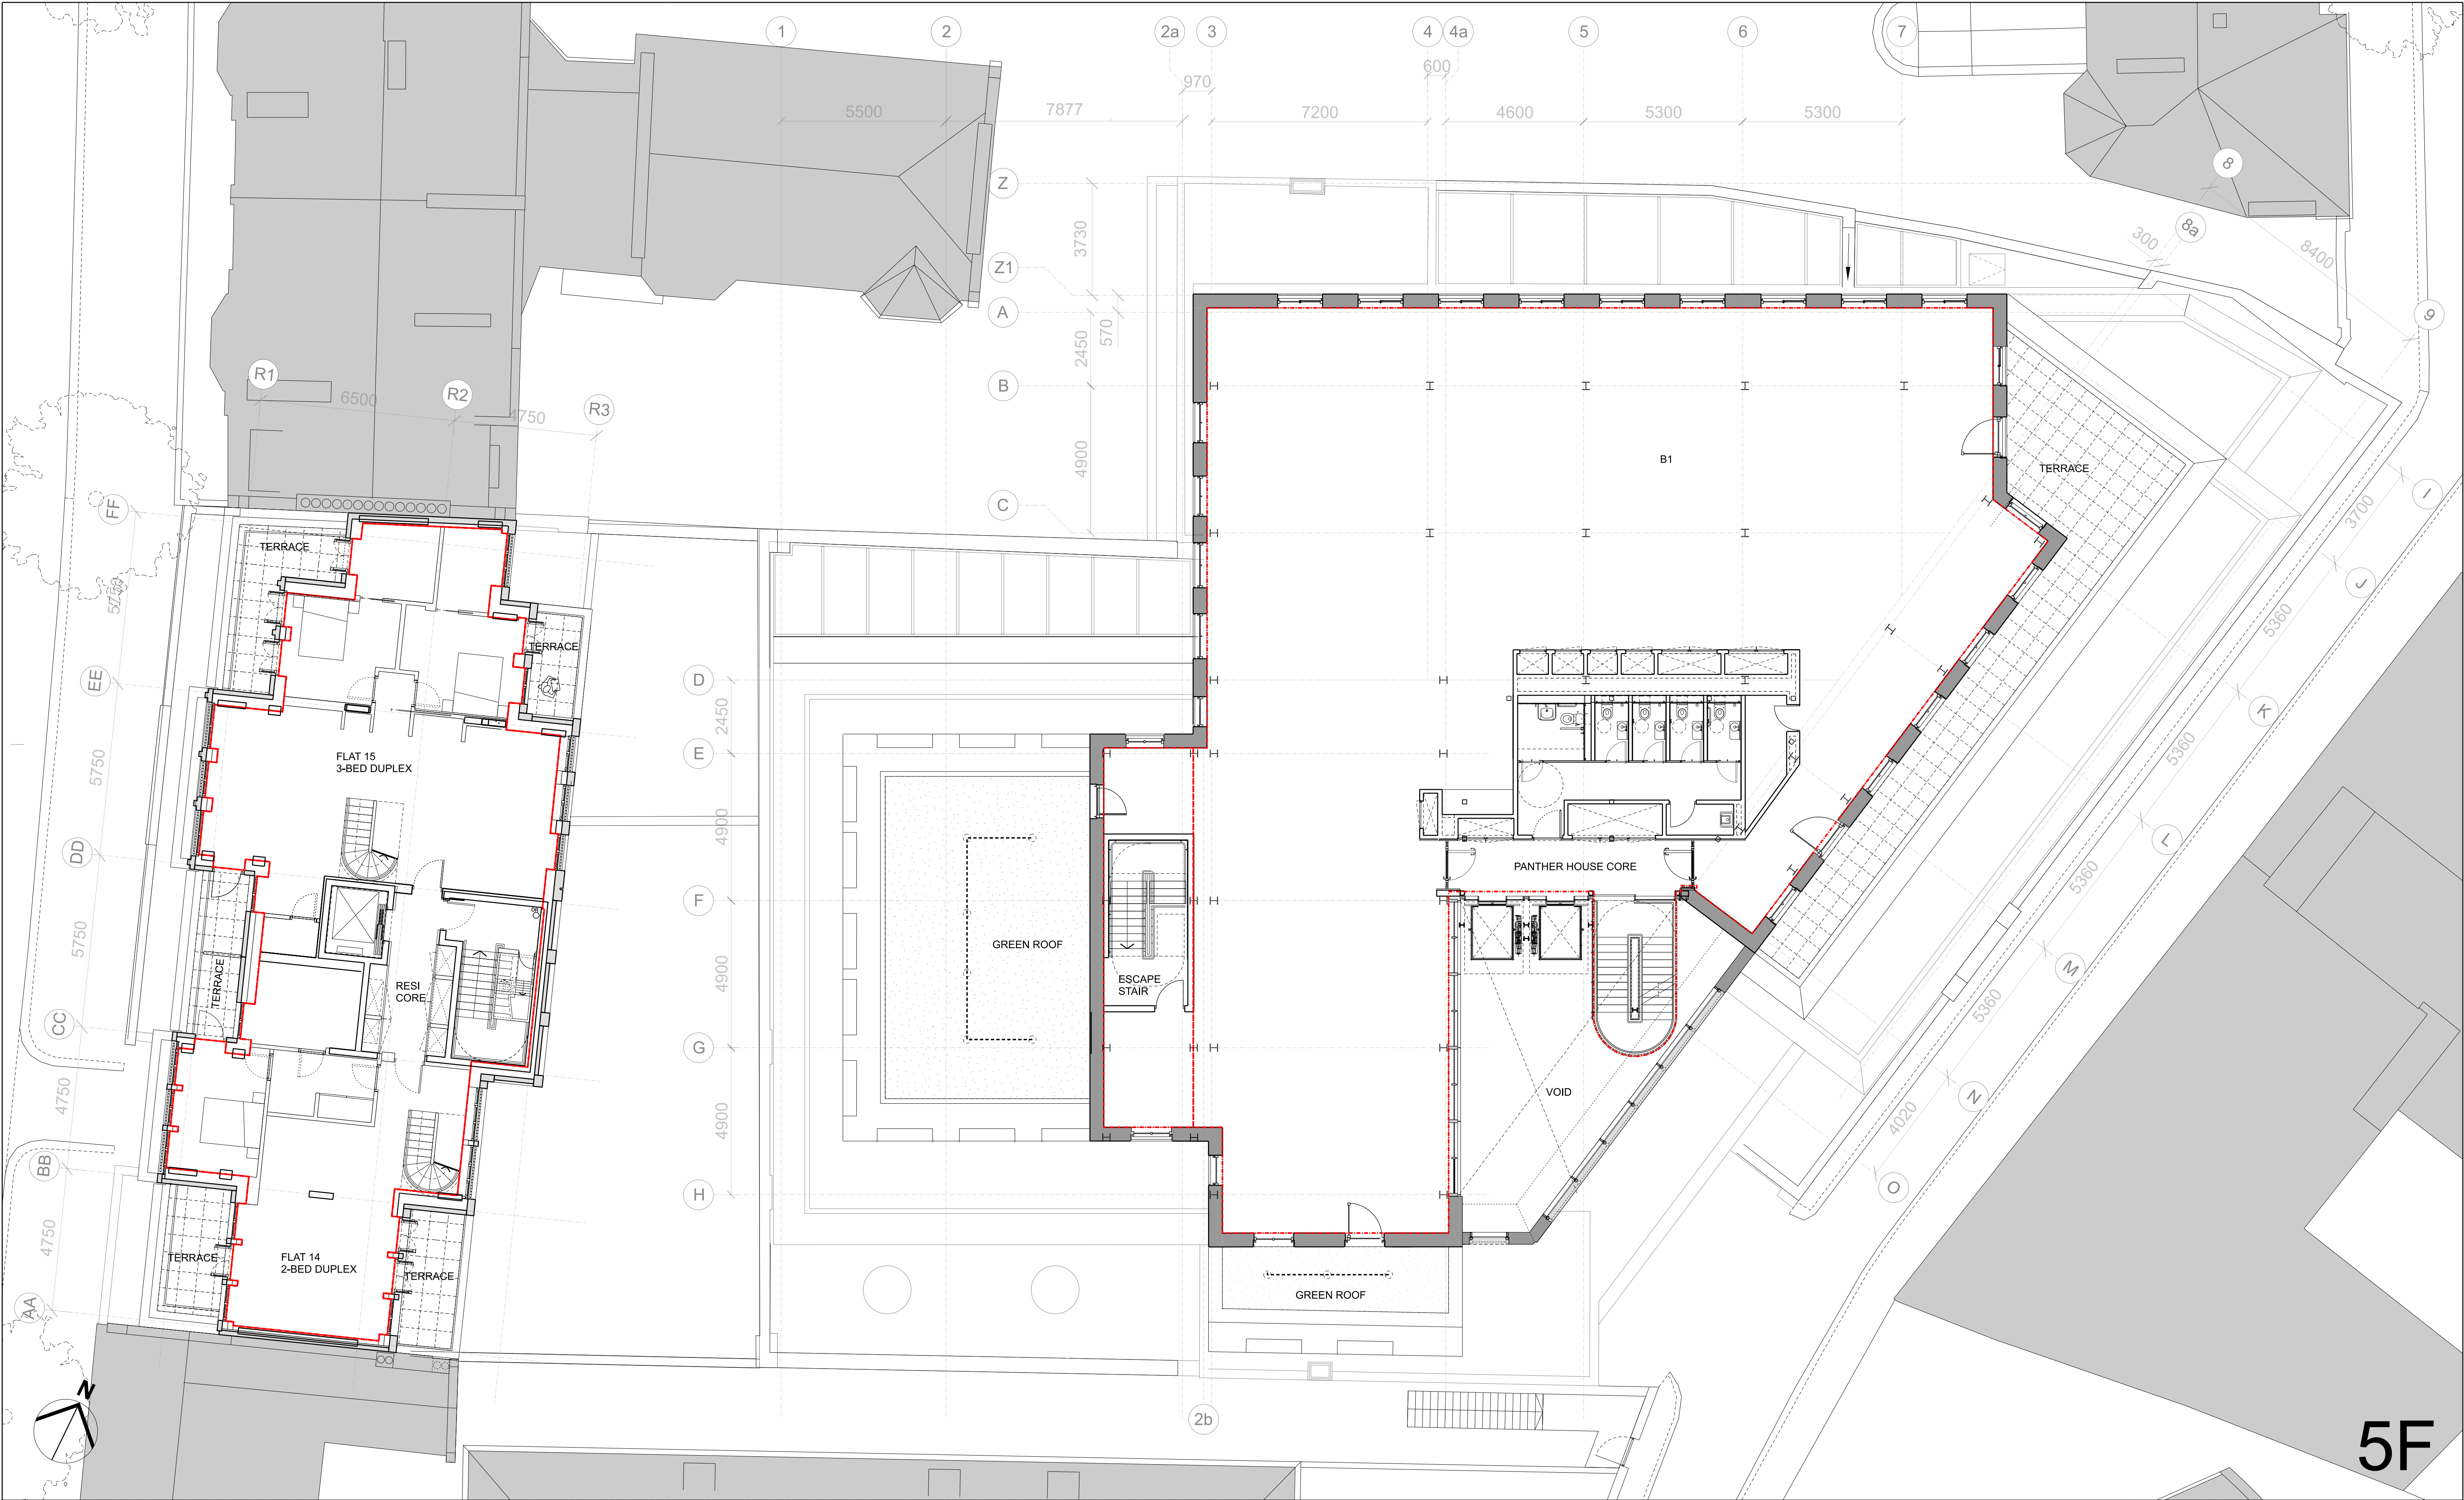 1
2
2a
3
4
4a
5
6
7
970
600
5500
7877
7200
4600
5300
5300
Z
8
8a
300
8400
9
3730
Z1
A
570
2450
B
4900
C
R1
6500
R2
4750
R3
B1
TERRACE
I
3700
J
5360
K
5360
L
5360
M
5360
N
4020
O
FF
5750
EE
5750
DD
5750
CC
4750
BB
4750
AA
TERRACE
TERRACE
FLAT 15
3-BED DUPLEX
D
2450
E
4900
F
4900
G
4900
H
PANTHER HOUSE CORE
GREEN ROOF
ESCAPE
STAIR
TERRACE
RESI
CORE
VOID
TERRACE
FLAT 14
2-BED DUPLEX
TERRACE
GREEN ROOF
2b
N
5F